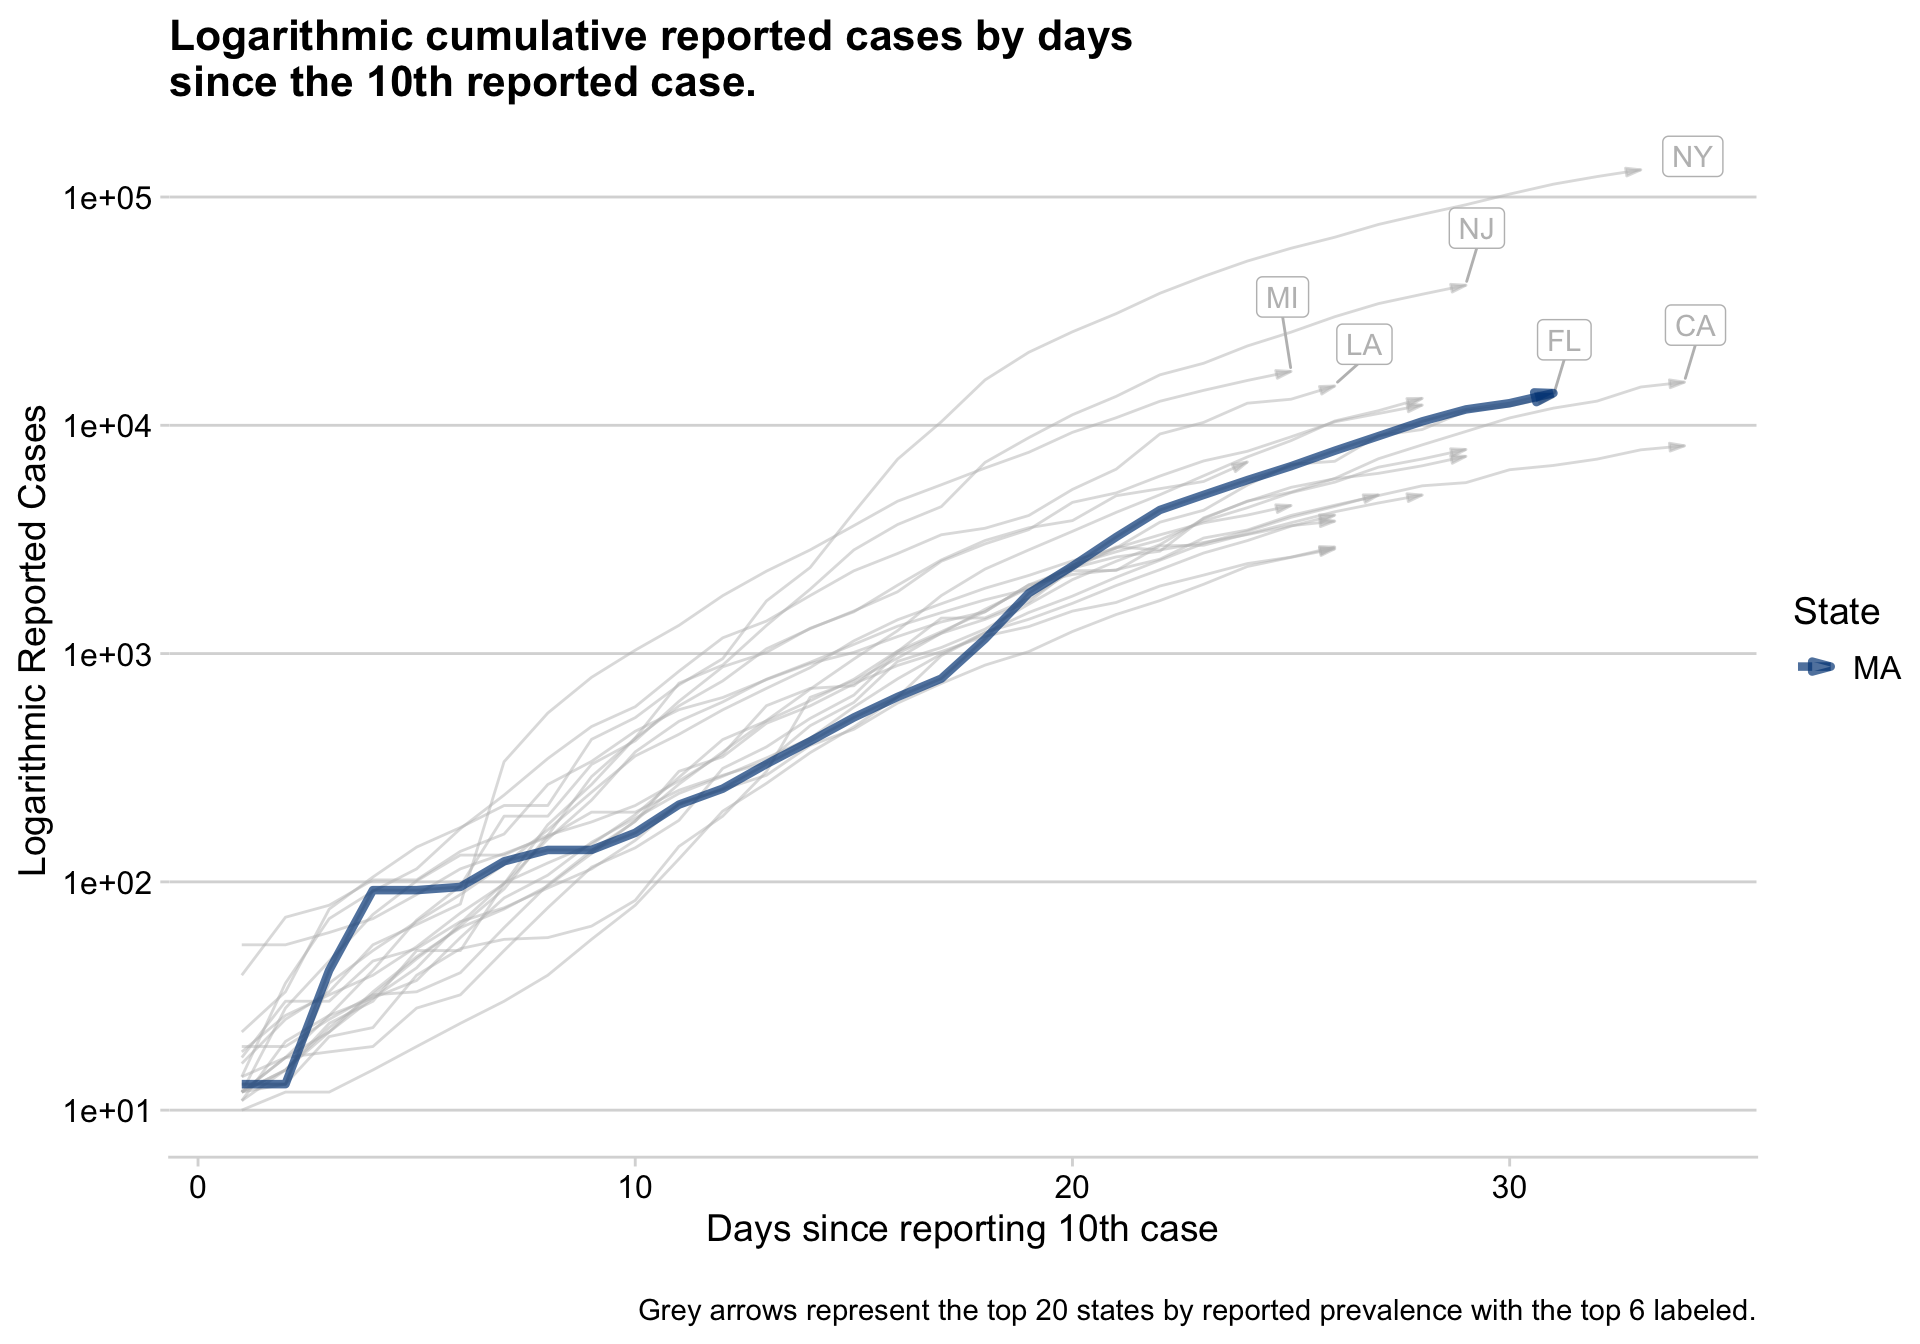 Logarithmic cumulative reported cases by days
since the 10th reported case.
NY
1e+05
NJ
MI
CA
FL
LA
1e+04
Logarithmic Reported Cases
State
1e+03
MA
1e+02
1e+01
0 10 20 30
Days since reporting 10th case
Grey arrows represent the top 20 states by reported prevalence with the top 6 labeled.